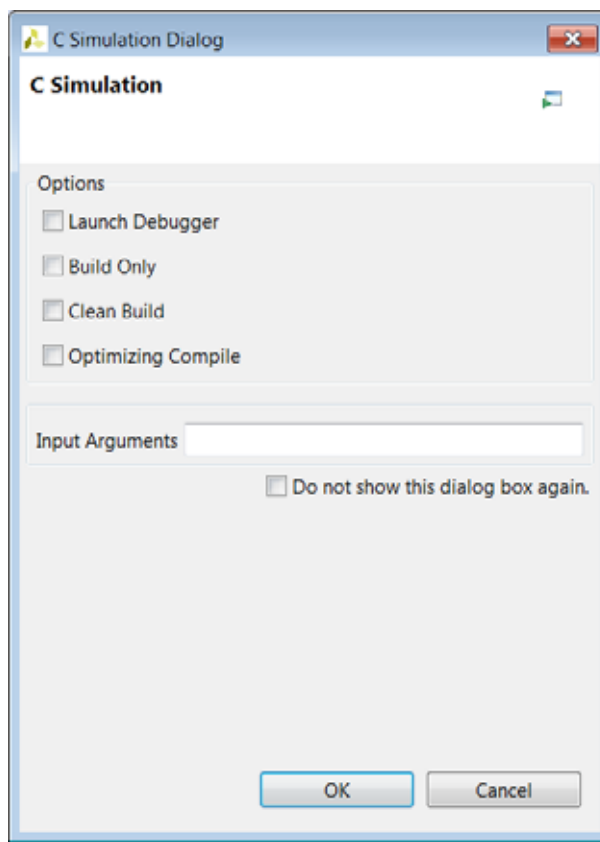 C Simulation Dialog
C Simulation
Options
Launch Debugger
Build Only
Clean Build
Optimizing Compile
Input Arguments
Do not show this dialog box again.
OK
Cancel